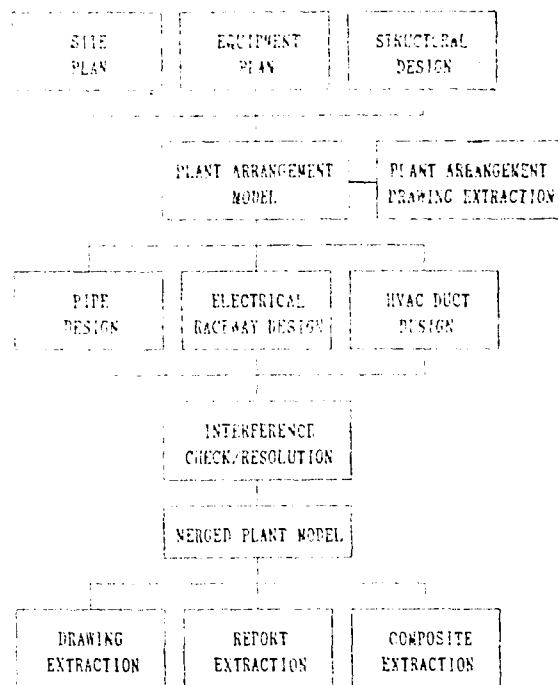 SITE
PLAN
EQUIPMENT
PLAN
STRUCTURAL
DESIGN
PLANT ARRANGEMENT
MODEL
PLANT ARRANGEMENT
DRAWING EXTRACTION
PIPE
DESIGN
ELECTRICAL
RACEWAY DESIGN
HVAC DUCT
DESIGN
INTERFERENCE
CHECK/RESOLUTION
MERGED PLANT MODEL
DRAWING
EXTRACTION
REPORT
EXTRACTION
COMPOSITE
EXTRACTION